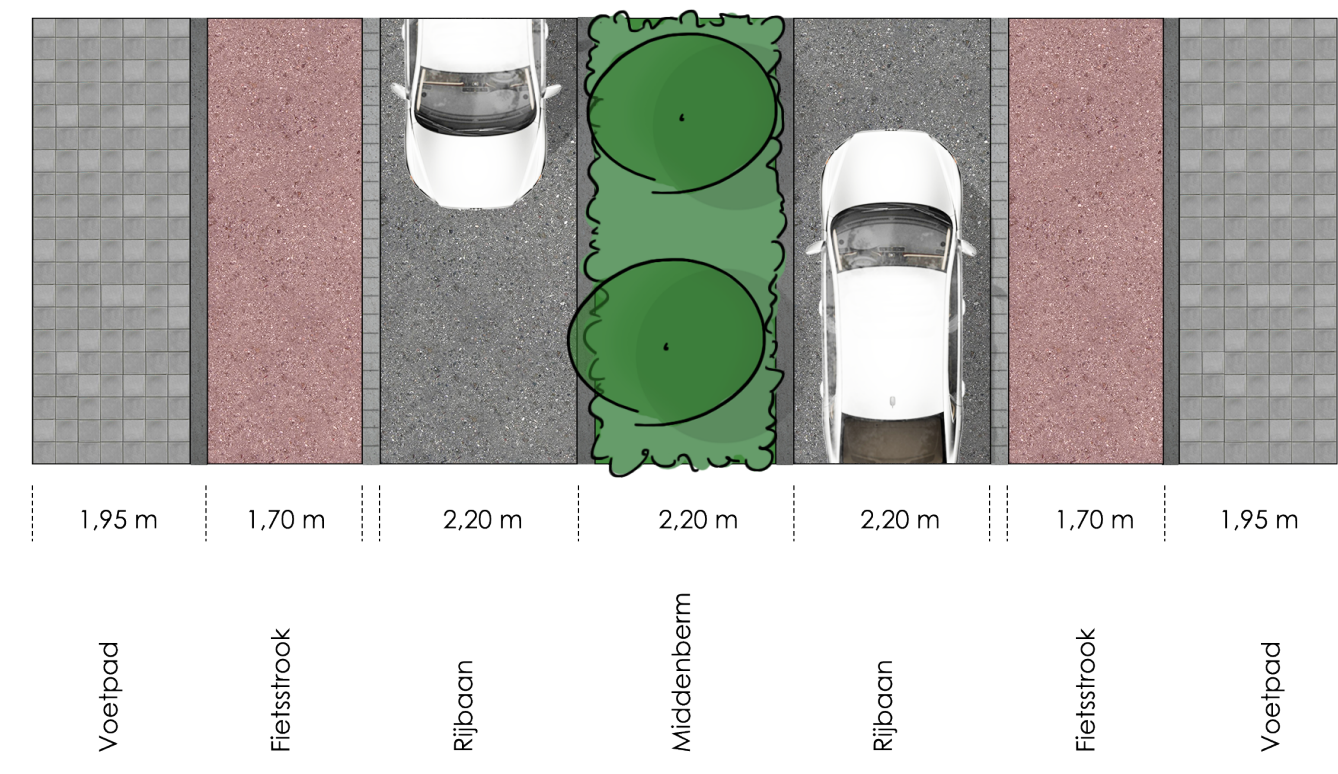 1,95 m
1,70 m
2,20 m
2,20 m
2,20 m
1,70 m
1,95 m
Voetpad
Fietsstrook
Rijbaan
Middenberm
Rijbaan
Fietsstrook
Voetpad